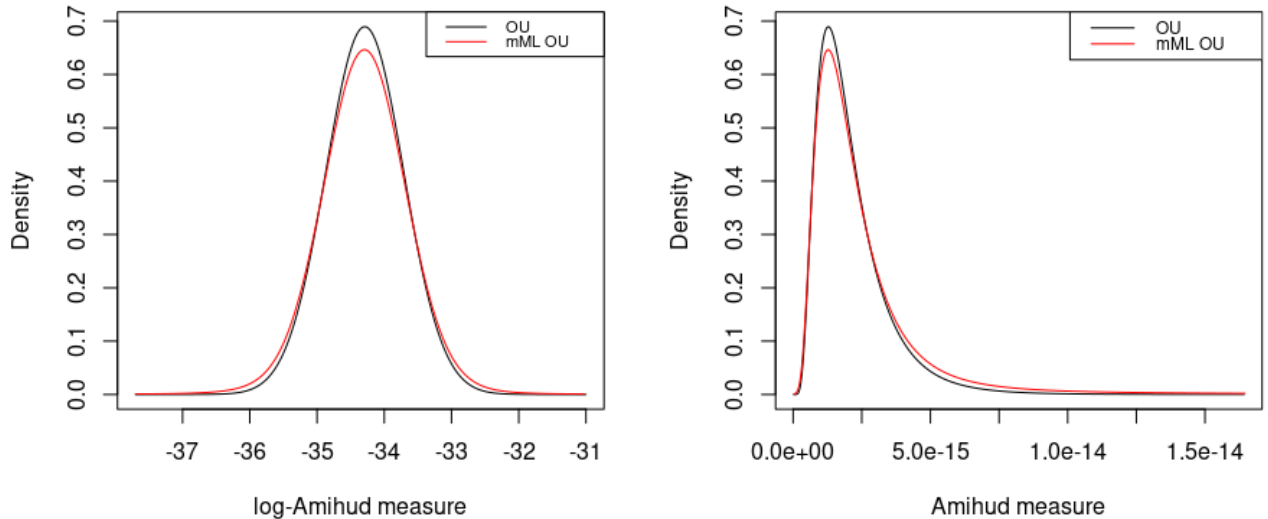 OU
mML OU
Density
0.0 0.1 0.2 0.3 0.4 0.5 0.6 0.7
-37 -36 -35 -34 -33 -32 -31
log-Amihud measure
OU
mML OU
Density
0.0 0.1 0.2 0.3 0.4 0.5 0.6 0.7
0.0e+00 5.0e-15 1.0e-14 1.5e-14
Amihud measure